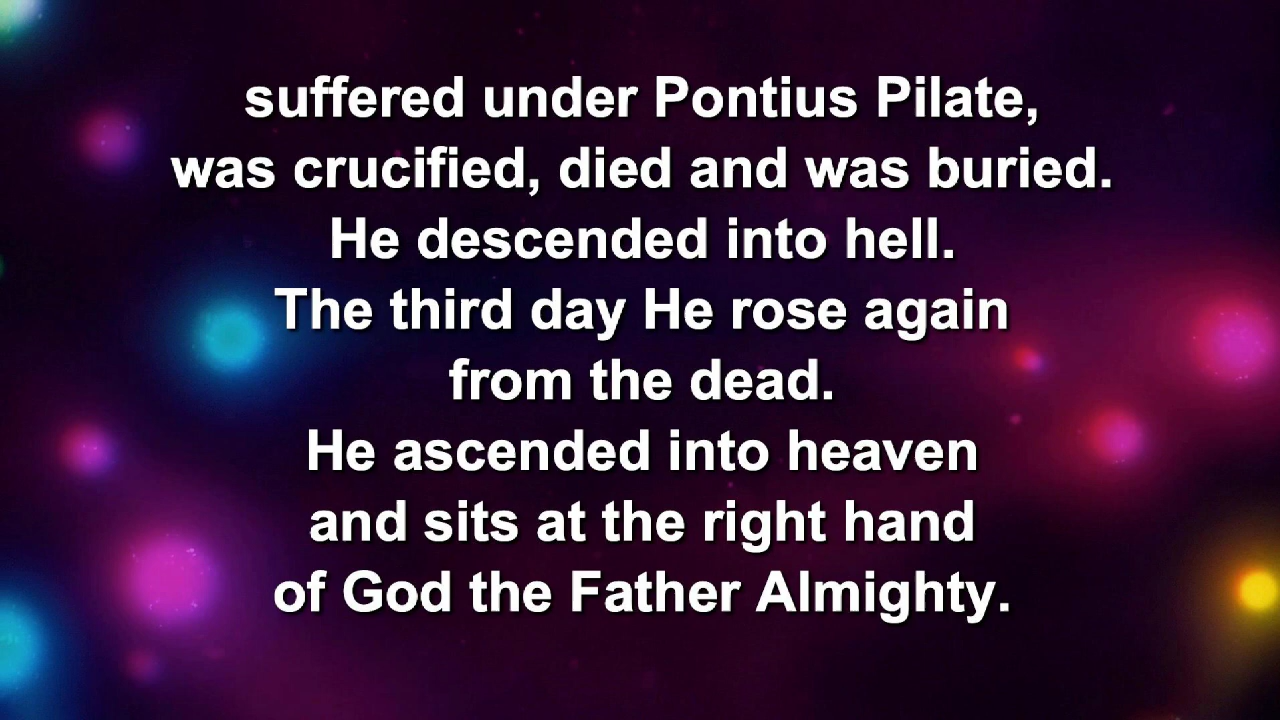 suffered under Pontius Pilate,
was crucified, died and was buried.
He descended into hell.
The third day He rose again
from the dead.
He ascended into heaven
and sits at the right hand
of God the Father Almighty.